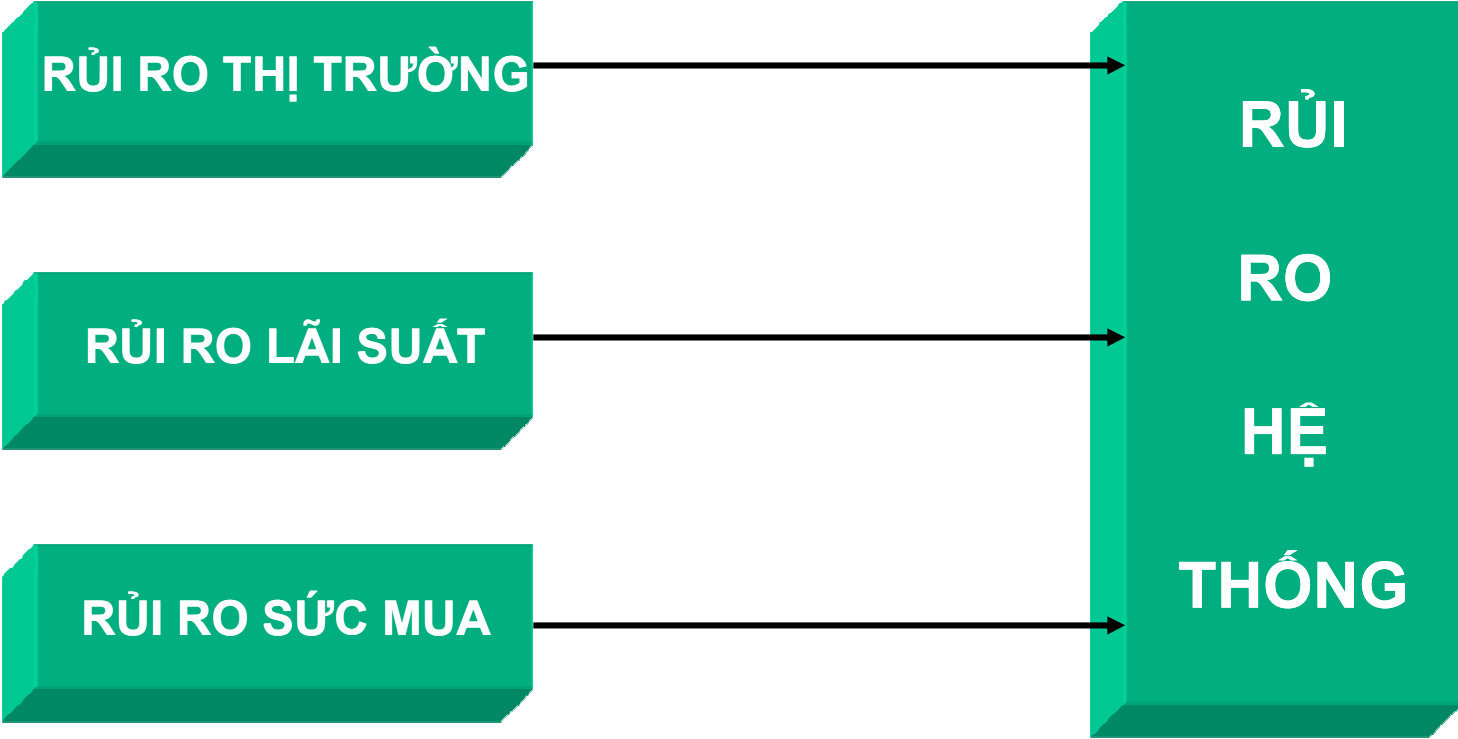 RỦI RO THỊ TRƯỜNG
RỦI RO LÃI SUẤT
RỦI RO SỨC MUA
RỦI
RO
HỆ
THỐNG